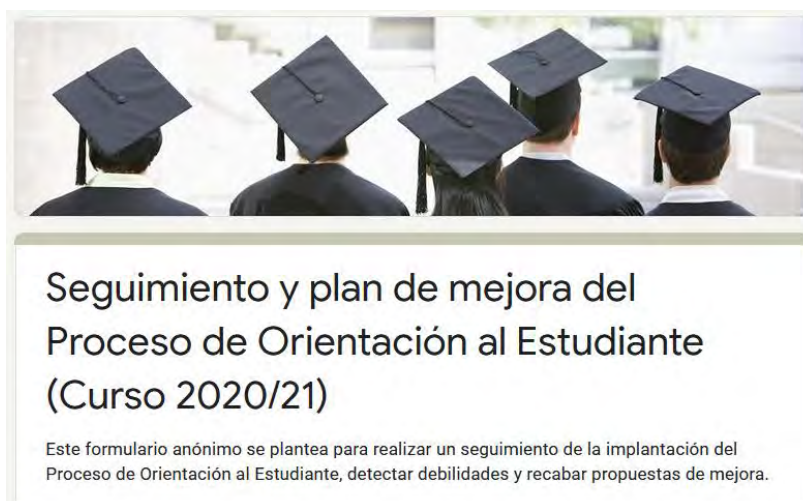 Seguimiento y plan de mejora del
Proceso de Orientación al Estudiante
(Curso 2020/21)
Este formulario anónimo se plantea para realizar un seguimiento de la implantación del
Proceso de Orientación al Estudiante, detectar debilidades y recabar propuestas de mejora.